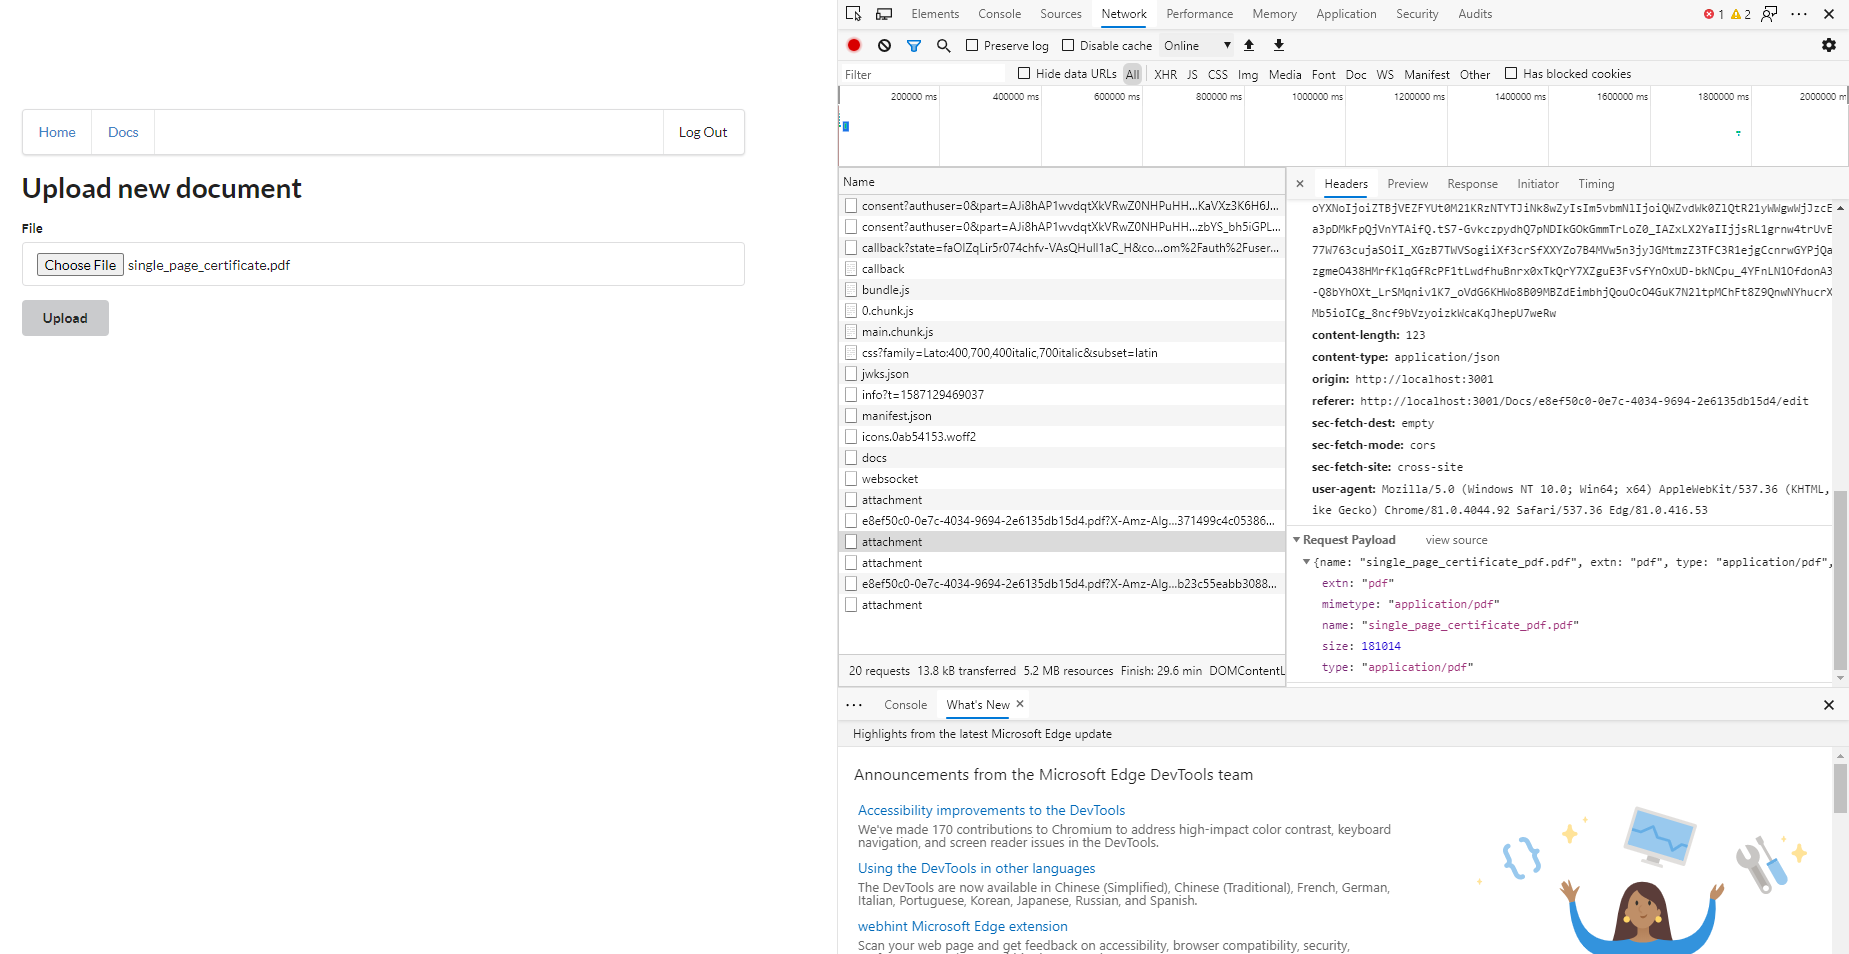 Home
Docs
Log Out
Upload new document
File
Choose File single_page_certificate.pdf
Upload
Elements Console Sources Network Performance Memory Application Security Audits 1 2
Preserve log Disable cache Online
Filter Hide data URLs All XHR JS CSS Img Media Font Doc WS Manifest Other Has blocked cookies
200000 ms 400000 ms 600000 ms 800000 ms 1000000 ms 1200000 ms 1400000 ms 1600000 ms 1800000 ms 2000000 m
Name
consent?authuser=0&part=AJi8hAP1wvdqtXkVRwZ0NHPuHH...KaVXz3K6H6J...
consent?authuser=0&part=AJi8hAP1wvdqtXkVRwZ0NHPuHH...zbYS_bh5iGPL...
callback?state=faOlZqLir5r074chfv-VAsQHull1aC_H&co...om%2Fauth%2Fuser...
callback
bundle.js
0.chunk.js
main.chunk.js
css?family=Lato:400,700,400italic,700italic&subset=latin
jwks.json
info?t=1587129469037
manifest.json
icons.0ab54153.woff2
docs
websocket
attachment
e8ef50c0-0e7c-4034-9694-2e6135db15d4.pdf?X-Amz-Alg...371499c4c05386...
attachment
attachment
e8ef50c0-0e7c-4034-9694-2e6135db15d4.pdf?X-Amz-Alg...b23c55eabb3088...
attachment
20 requests 13.8 kB transferred 5.2 MB resources Finish: 29.6 min DOMContentL
Headers Preview Response Initiator Timing
oYXNoIjoiZTBjVEZFYUt0M21KRzNTYTJiNk8wZyIsIm5vbmNlIjoiQWZvdWk0ZlQtR21yWWgwWjJzcE
a3pDMkFpQjVnYTAifQ.tS7-GvkczpydhQ7pNDIkGOkGmmTrLoZ0_IAZxLX2YaIIjjsRL1grnw4trUvE
77W763cujaSOiI_XGzB7TWVSogiiXf3crSfXXYZo7B4MVw5n3jyJGMtmzZ3TFC3R1ejgCcnrwGYPjQa
zgmeO438HMrfKlqGfRcPF1tLwdfhuBnrx0xTkQrY7XZguE3FvSfYnOxUD-bkNCpu_4YFnLN1OfdonA3
-Q8bYhOXt_LrSMqniv1K7_oVdG6KHWo8B09MBZdEimbhjQouOcO4GuK7N2ltpMChFt8Z9QnwNYhucrX
Mb5ioICg_8ncf9bVzyoizkWcaKqJhepU7weRw
content-length: 123
content-type: application/json
origin: http://localhost:3001
referer: http://localhost:3001/Docs/e8ef50c0-0e7c-4034-9694-2e6135db15d4/edit
sec-fetch-dest: empty
sec-fetch-mode: cors
sec-fetch-site: cross-site
user-agent: Mozilla/5.0 (Windows NT 10.0; Win64; x64) AppleWebKit/537.36 (KHTML,
ike Gecko) Chrome/81.0.4044.92 Safari/537.36 Edg/81.0.416.53
Request Payload view source
{name: "single_page_certificate_pdf.pdf", extn: "pdf", type: "application/pdf",
extn: "pdf"
mimetype: "application/pdf"
name: "single_page_certificate_pdf.pdf"
size: 181014
type: "application/pdf"
Console What's New
Highlights from the latest Microsoft Edge update
Announcements from the Microsoft Edge DevTools team
Accessibility improvements to the DevTools
We've made 170 contributions to Chromium to address high-impact color contrast, keyboard
navigation, and screen reader issues in the DevTools.
Using the DevTools in other languages
The DevTools are now available in Chinese (Simplified), Chinese (Traditional), French, German,
Italian, Portuguese, Korean, Japanese, Russian, and Spanish.
webhint Microsoft Edge extension
Scan your web page and get feedback on accessibility, browser compatibility, security,